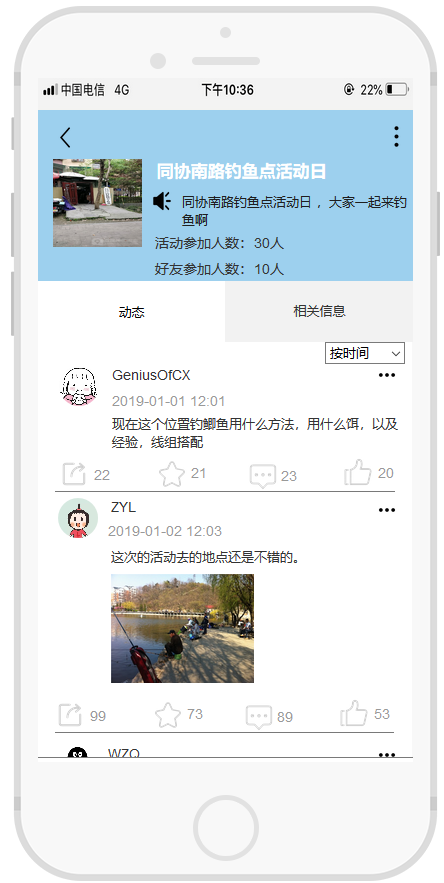 中国电信 4G 下午10:36 22%
同协南路钓鱼点活动日
同协南路钓鱼点活动日，大家一起来钓
鱼啊
活动参加人数：30人
好友参加人数：10人
动态 相关信息
按时间
GeniusOfCX
2019-01-01 12:01
现在这个位置钓鲫鱼用什么方法，用什么饵，以及
经验，线组搭配
22 21 23 20
ZYL
2019-01-02 12:03
这次的活动去的地点还是不错的。
99 73 89 53
WZQ